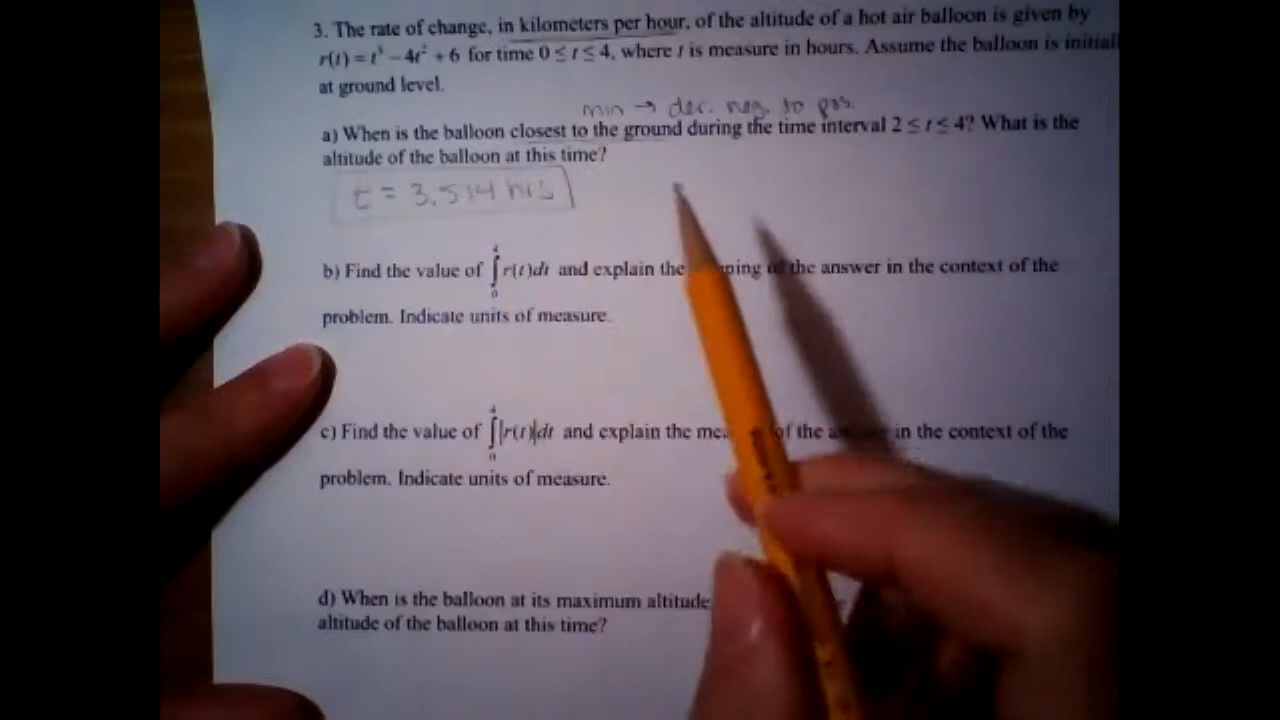 3. The rate of change, in kilometers per hour, of the altitude of a hot air balloon is given by
r(t) = t³ − 4t² + 6 for time 0 ≤ t ≤ 4, where t is measure in hours. Assume the balloon is
at ground level.
min → der. neg. to pos.
a) When is the balloon closest to the ground during the time interval 2 ≤ t ≤ 4? What is the
altitude of the balloon at this time?
t = 3.514 hrs
b) Find the value of ∫₀⁴ r(t)dt and explain the of the answer in the context of the
problem. Indicate units of measure.
c) Find the value of ∫₀⁴ |r(t)|dt and explain the of the in the context of the
problem. Indicate units of measure.
d) When is the balloon at its maximum altitude
altitude of the balloon at this time?